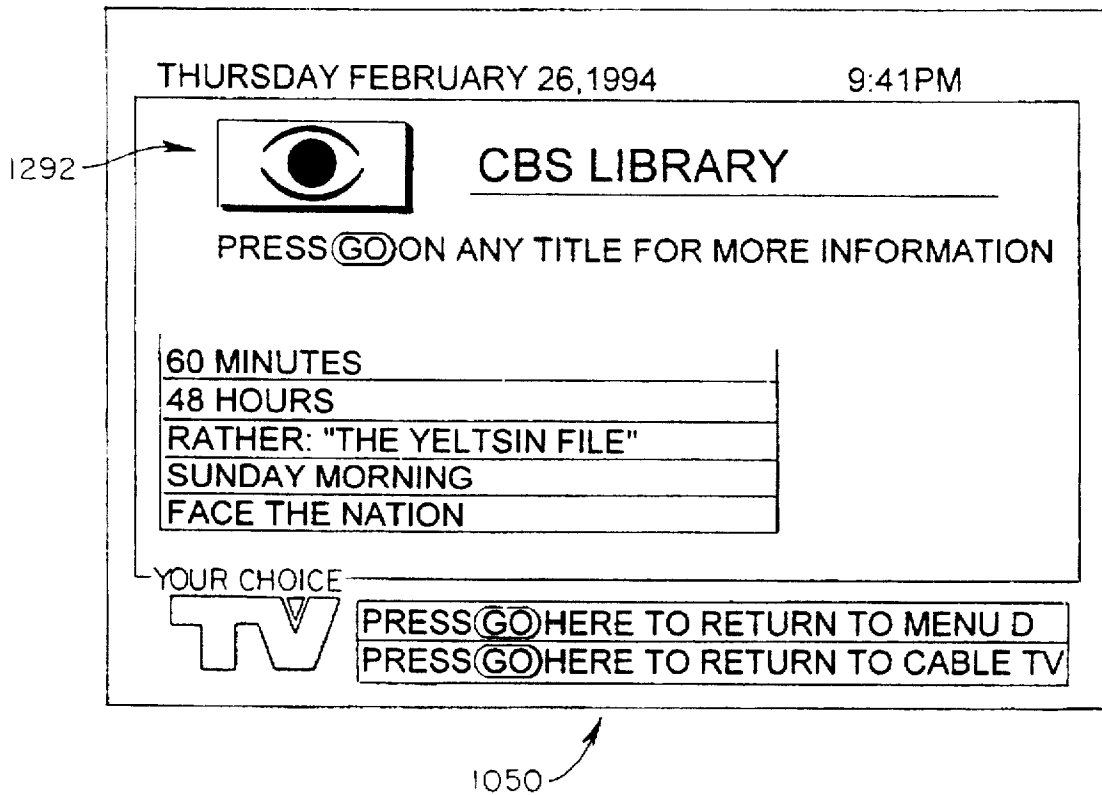 THURSDAY FEBRUARY 26,1994 9:41PM
1292
CBS LIBRARY
PRESS GO ON ANY TITLE FOR MORE INFORMATION
60 MINUTES
48 HOURS
RATHER: "THE YELTSIN FILE"
SUNDAY MORNING
FACE THE NATION
YOUR CHOICE
TV
PRESS GO HERE TO RETURN TO MENU D
PRESS GO HERE TO RETURN TO CABLE TV
1050